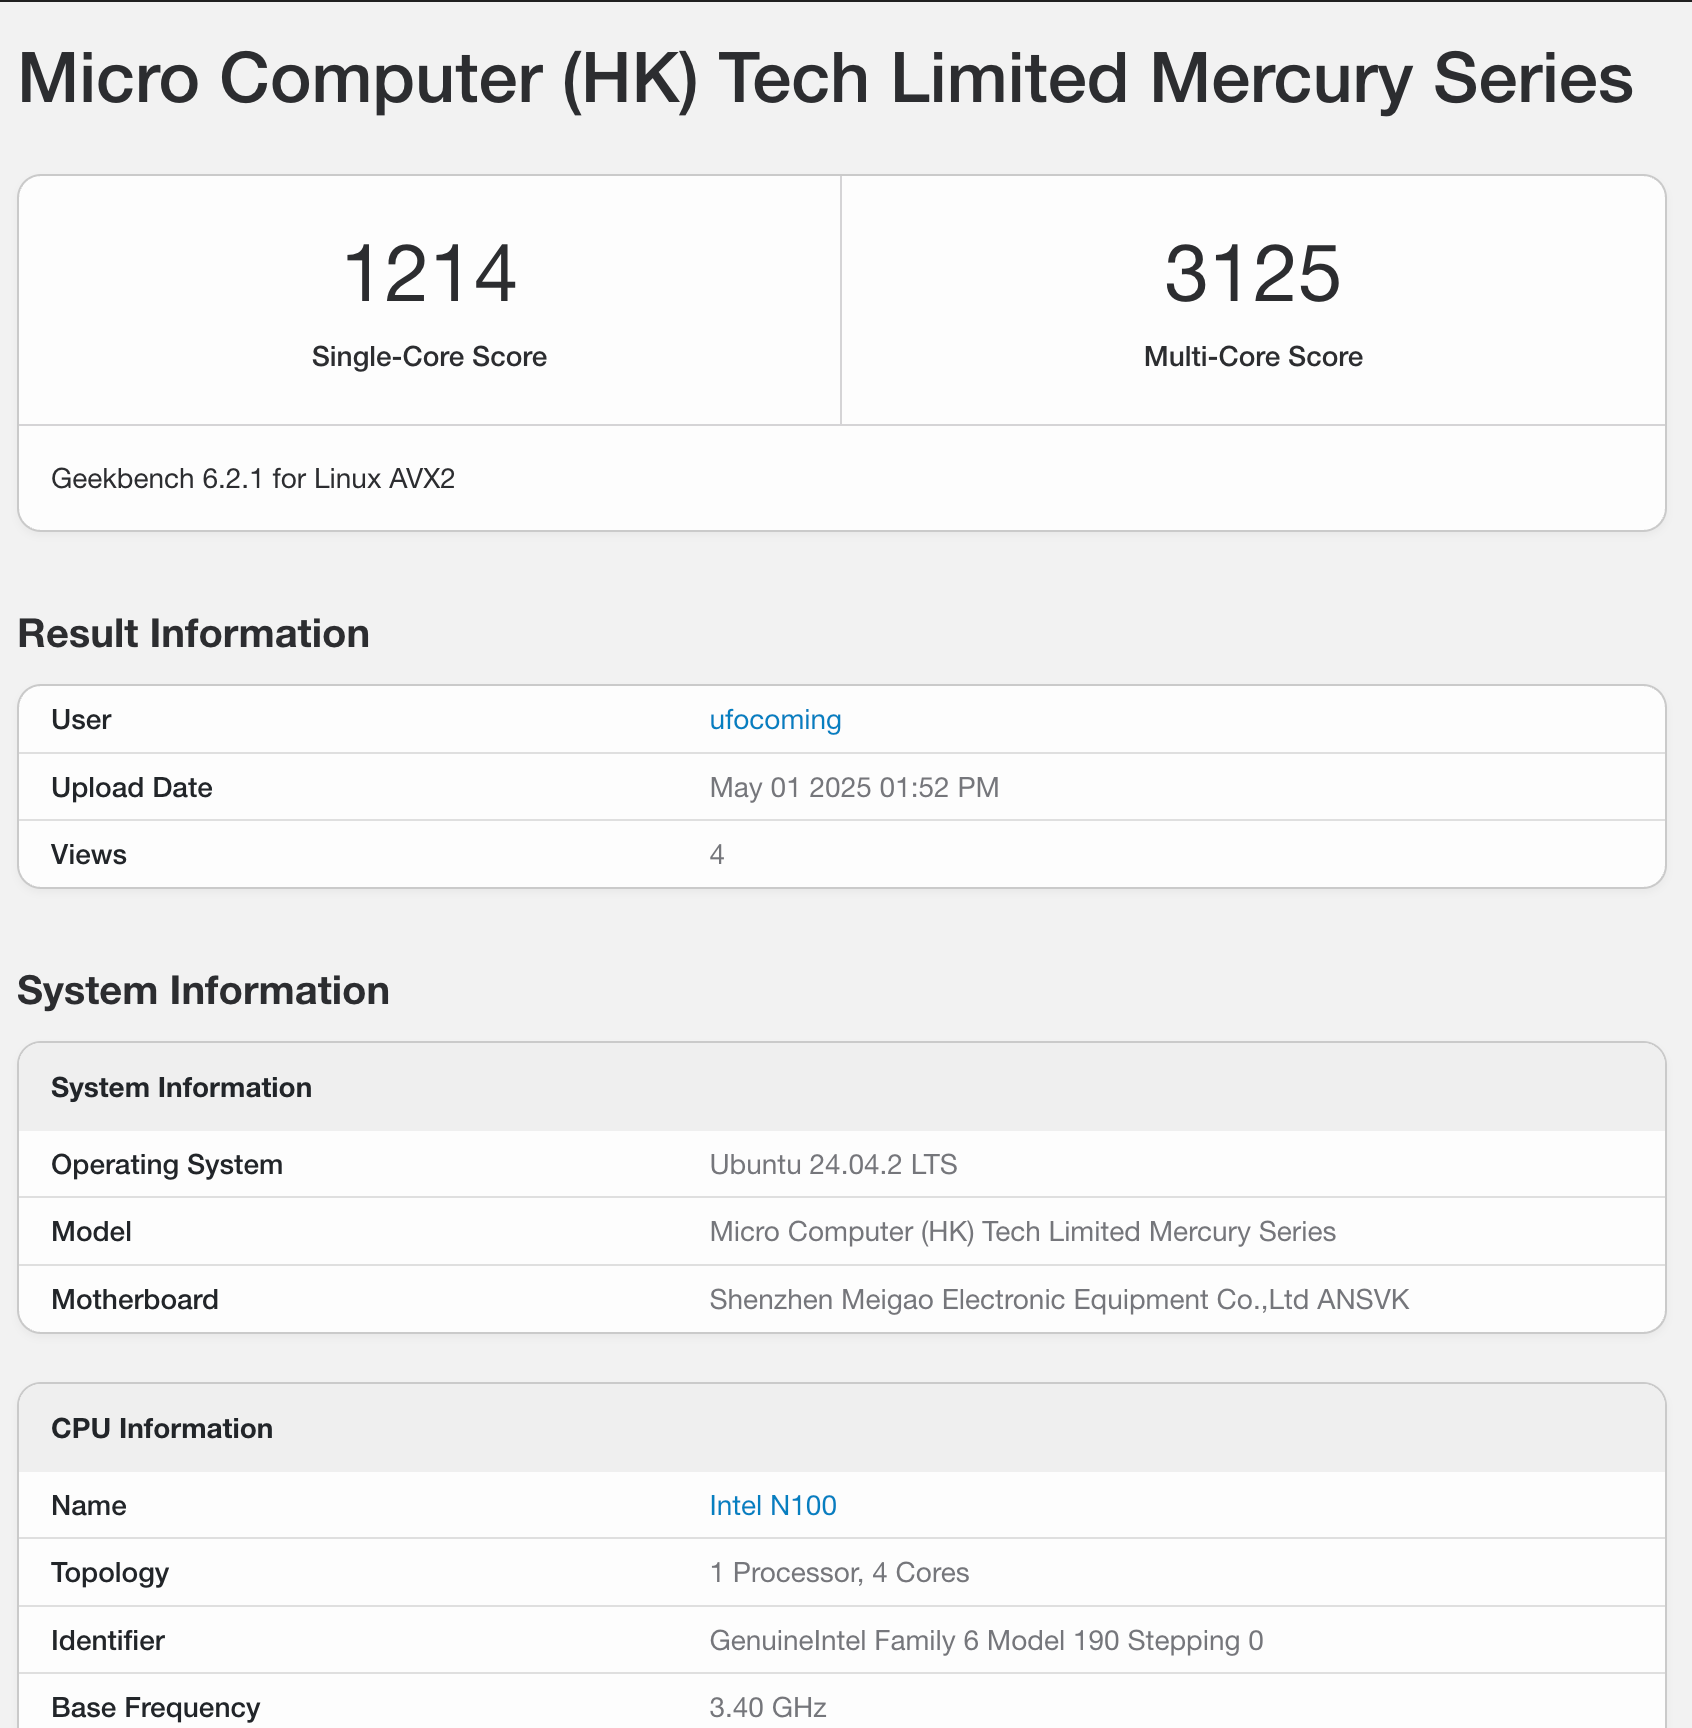 Micro Computer (HK) Tech Limited Mercury Series
1214
Single-Core Score
3125
Multi-Core Score
Geekbench 6.2.1 for Linux AVX2
Result Information
User ufocoming
Upload Date May 01 2025 01:52 PM
Views 4
System Information
System Information
Operating System Ubuntu 24.04.2 LTS
Model Micro Computer (HK) Tech Limited Mercury Series
Motherboard Shenzhen Meigao Electronic Equipment Co.,Ltd ANSVK
CPU Information
Name Intel N100
Topology 1 Processor, 4 Cores
Identifier GenuineIntel Family 6 Model 190 Stepping 0
Base Frequency 3.40 GHz